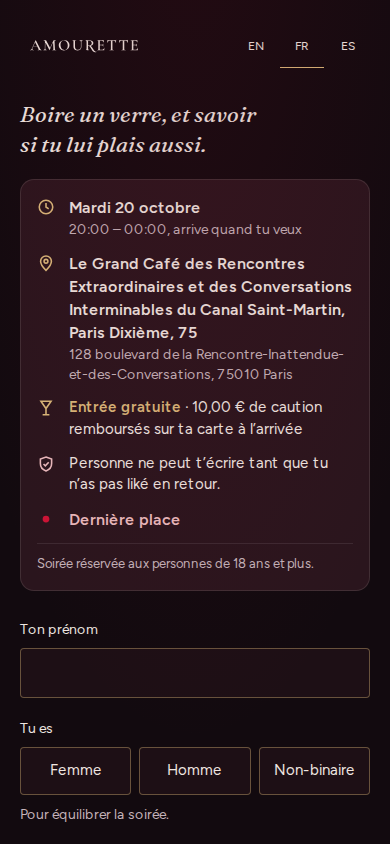 AMOURETTE
EN FR ES
Boire un verre, et savoir
si tu lui plais aussi.
Mardi 20 octobre
20:00 – 00:00, arrive quand tu veux
Le Grand Café des Rencontres
Extraordinaires et des Conversations
Interminables du Canal Saint-Martin,
Paris Dixième, 75
128 boulevard de la Rencontre-Inattendue-
et-des-Conversations, 75010 Paris
Entrée gratuite · 10,00 € de caution
remboursés sur ta carte à l’arrivée
Personne ne peut t’écrire tant que tu
n’as pas liké en retour.
Dernière place
Soirée réservée aux personnes de 18 ans et plus.
Ton prénom
Tu es
Femme Homme Non-binaire
Pour équilibrer la soirée.